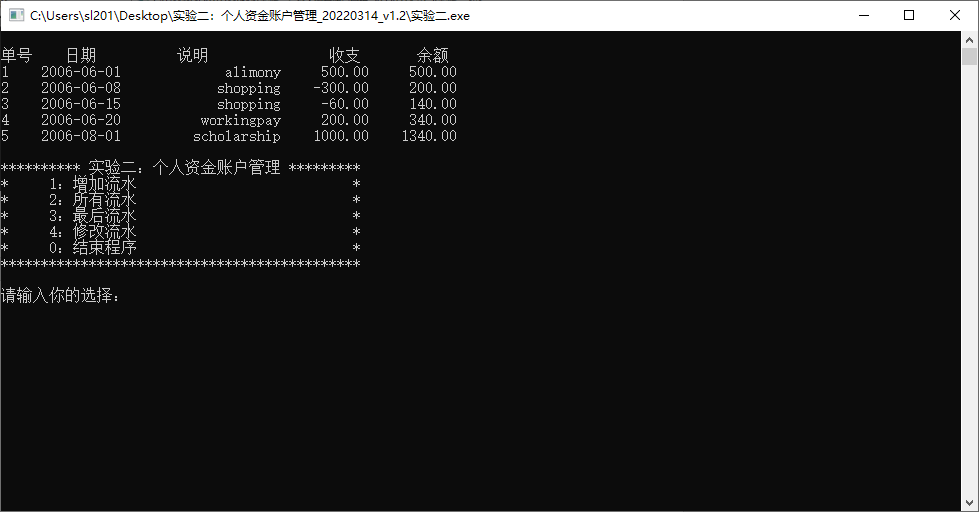 C:\Users\sl201\Desktop\实验二：个人资金账户管理_20220314_v1.2\实验二.exe
单号 日期 说明 收支 余额
1 2006-06-01 alimony 500.00 500.00
2 2006-06-08 shopping -300.00 200.00
3 2006-06-15 shopping -60.00 140.00
4 2006-06-20 workingpay 200.00 340.00
5 2006-08-01 scholarship 1000.00 1340.00
********** 实验二：个人资金账户管理 *********
* 1：增加流水 *
* 2：所有流水 *
* 3：最后流水 *
* 4：修改流水 *
* 0：结束程序 *
*********************************************
请输入你的选择：